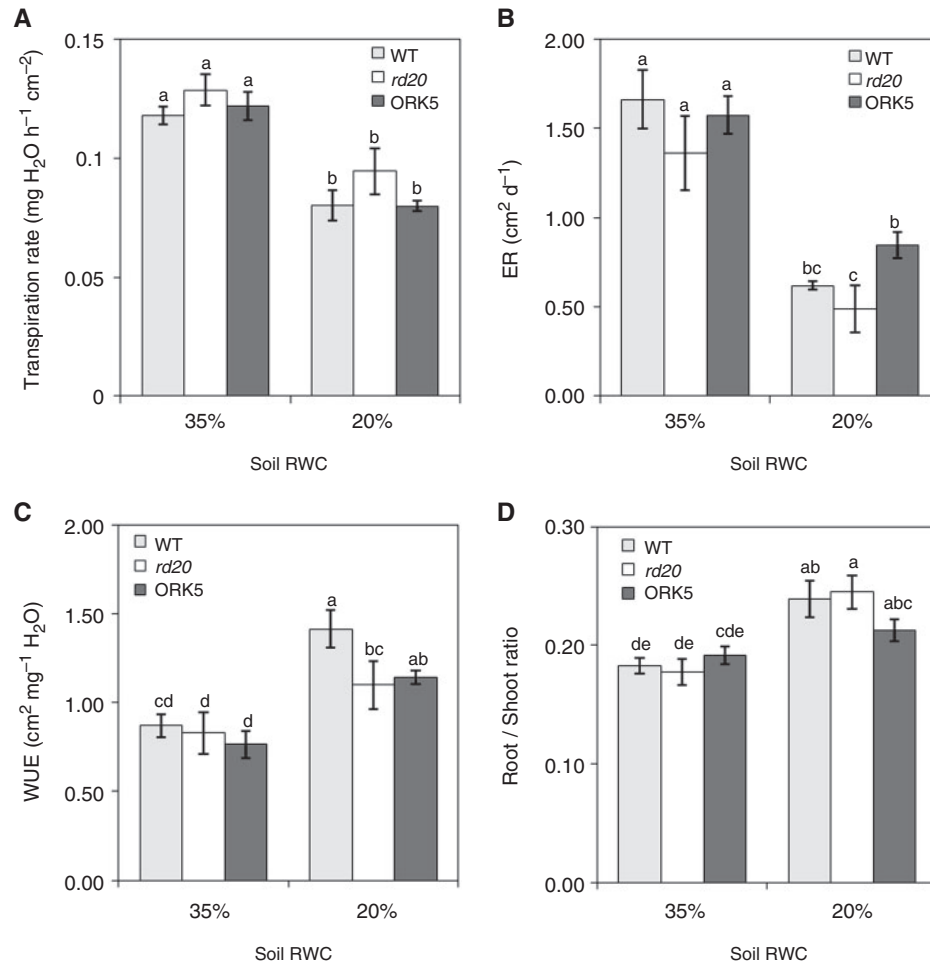 A
Transpiration rate (mg H₂O h⁻¹ cm⁻²)
0.15
0.1
0.05
0
WT
rd20
ORK5
a a a
b b b
35% 20%
Soil RWC
B
ER (cm² d⁻¹)
2.00
1.50
1.00
0.50
0.00
WT
rd20
ORK5
a a a
bc c b
35% 20%
Soil RWC
C
WUE (cm² mg⁻¹ H₂O)
2.00
1.50
1.00
0.50
0.00
WT
rd20
ORK5
cd d d
a bc ab
35% 20%
Soil RWC
D
Root / Shoot ratio
0.30
0.20
0.10
0.00
WT
rd20
ORK5
de de cde
ab a abc
35% 20%
Soil RWC